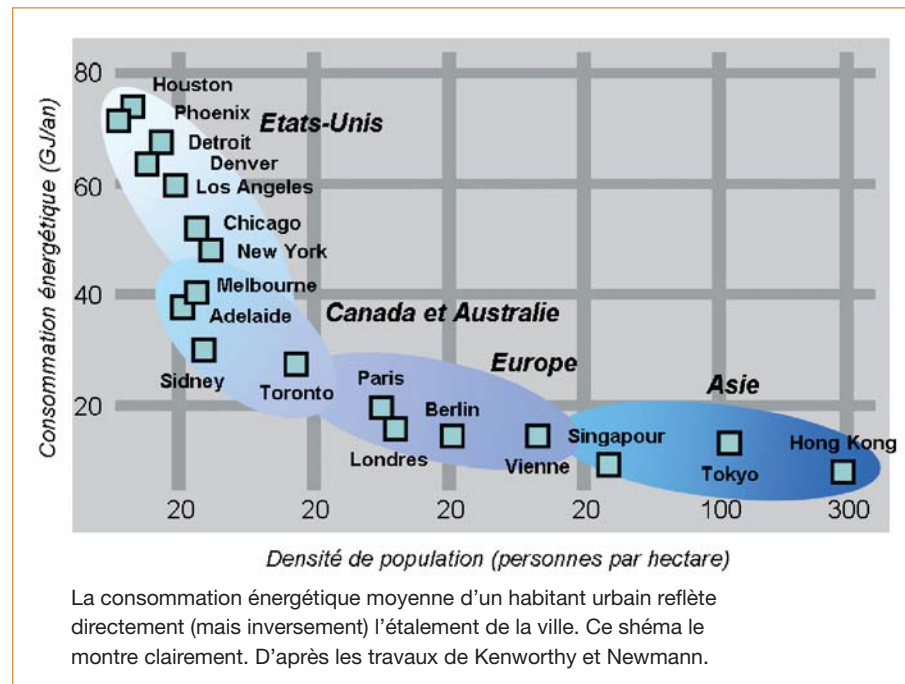 80
Houston
Phoenix
Etats-Unis
Detroit
Denver
60
Los Angeles
Chicago
New York
40
Melbourne
Adelaide
Canada et Australie
Sidney
Toronto
Paris
Europe
Asie
20
Berlin
Londres
Vienne
Singapour
Tokyo
Hong Kong
Consommation énergétique (GJ/an)
20 20 20 20 100 300
Densité de population (personnes par hectare)
La consommation énergétique moyenne d’un habitant urbain reflète
directement (mais inversement) l’étalement de la ville. Ce shéma le
montre clairement. D’après les travaux de Kenworthy et Newmann.